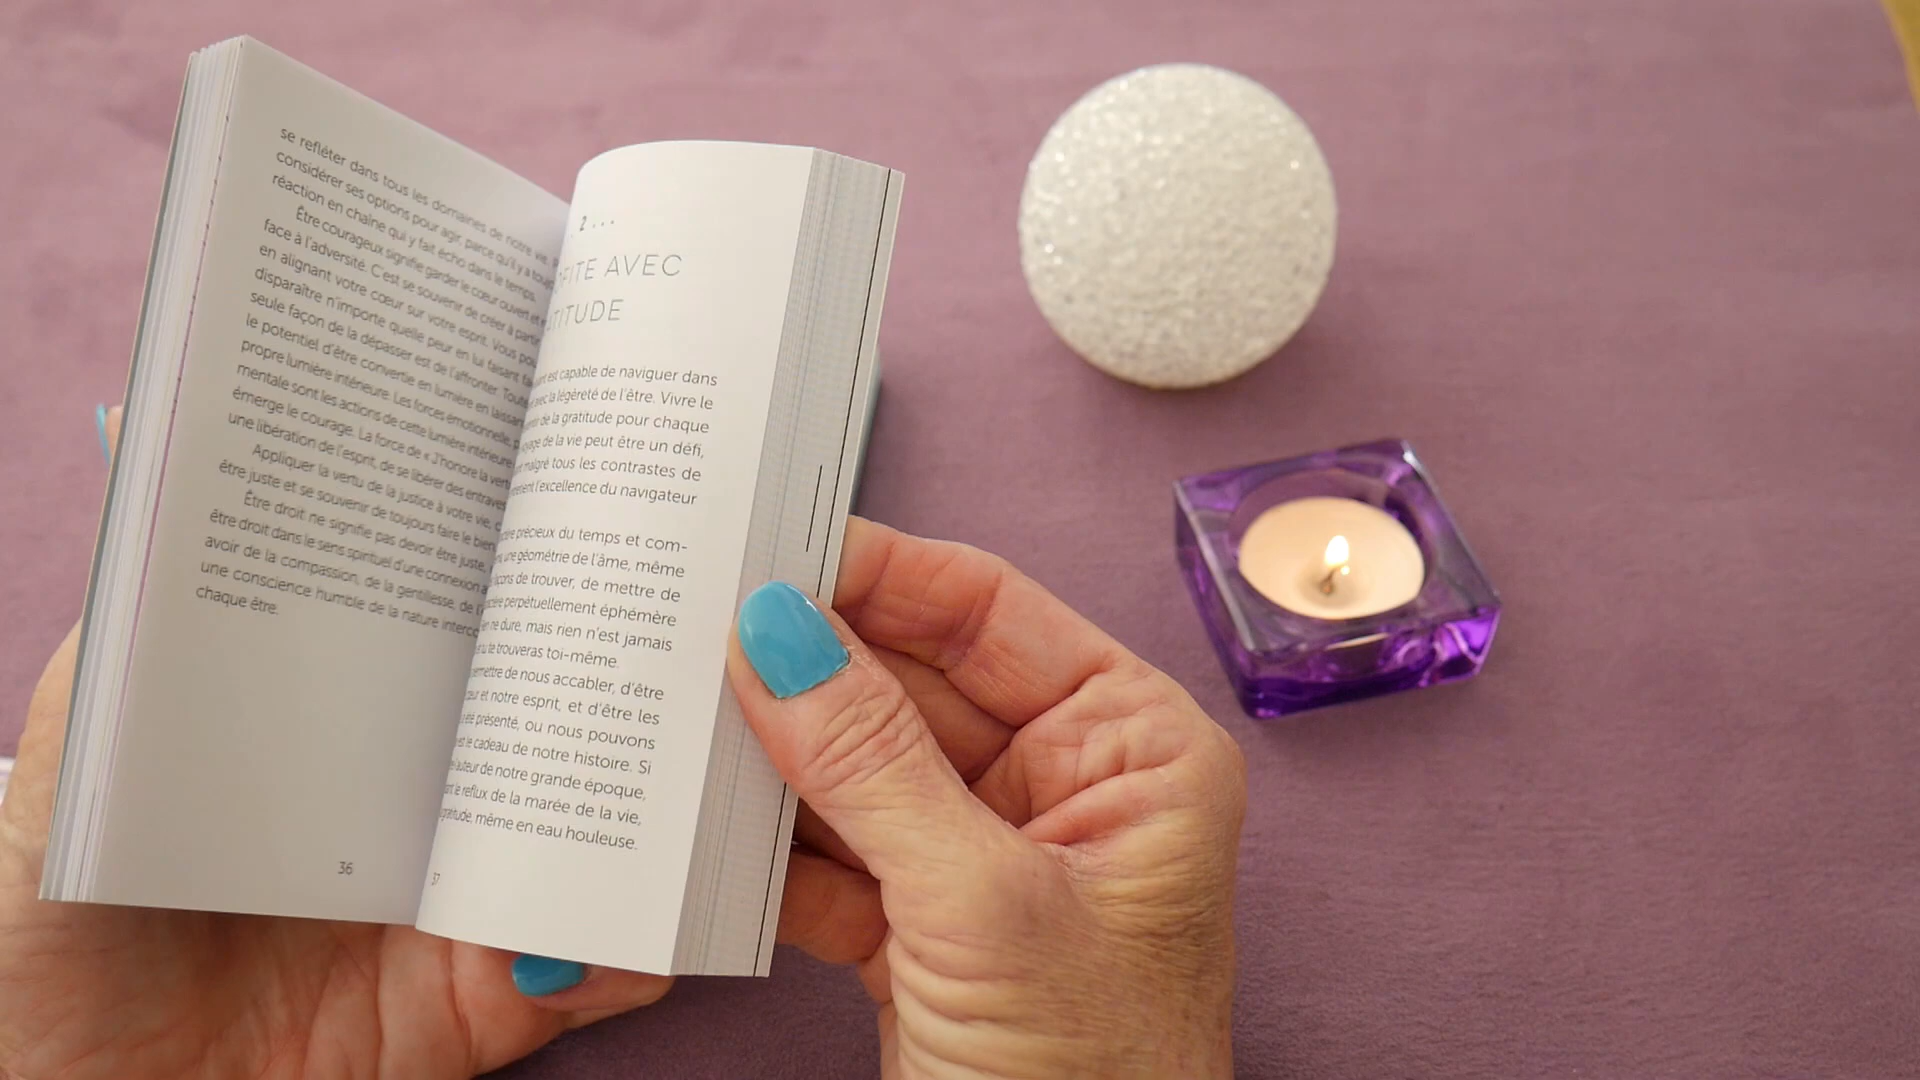 se refléter dans tous les domaines de notre vie,
considérer ses options pour agir, parce qu'il y a
réaction en chaîne qui y fait écho dans le temps.
Être courageux signifie garder le cœur ouvert et
face à l'adversité. C'est se souvenir de créer à partir
en alignant votre cœur sur votre esprit. Vous
disparaître n'importe quelle peur en lui faisant
seule façon de la dépasser est de l'affronter.
le potentiel d'être convertie en lumière en laissant
propre lumière intérieure. Les forces émotionnelle,
mentale sont les actions de cette lumière intérieure
émerge le courage. La force de « J'honore la
une libération de l'esprit, de se libérer des entraves
Appliquer la vertu de la justice à votre vie,
être juste et se souvenir de toujours faire le bien
Être droit ne signifie pas devoir être juste,
être droit dans le sens spirituel d'une connexion
avoir de la compassion, de la gentillesse, de
une conscience humble de la nature
chaque être.
36
2...
AVEC
est capable de naviguer dans
avec la légèreté de l'être. Vivre le
de la gratitude pour chaque
de la vie peut être un défi,
malgré tous les contrastes de
l'excellence du navigateur
précieux du temps et com-
une géométrie de l'âme, même
de trouver, de mettre de
perpétuellement éphémère
ne dure, mais rien n'est jamais
tu te trouveras toi-même.
de nous accabler, d'être
et notre esprit, et d'être les
été présenté, ou nous pouvons
est le cadeau de notre histoire. Si
l'auteur de notre grande époque,
le reflux de la marée de la vie,
même en eau houleuse.
37